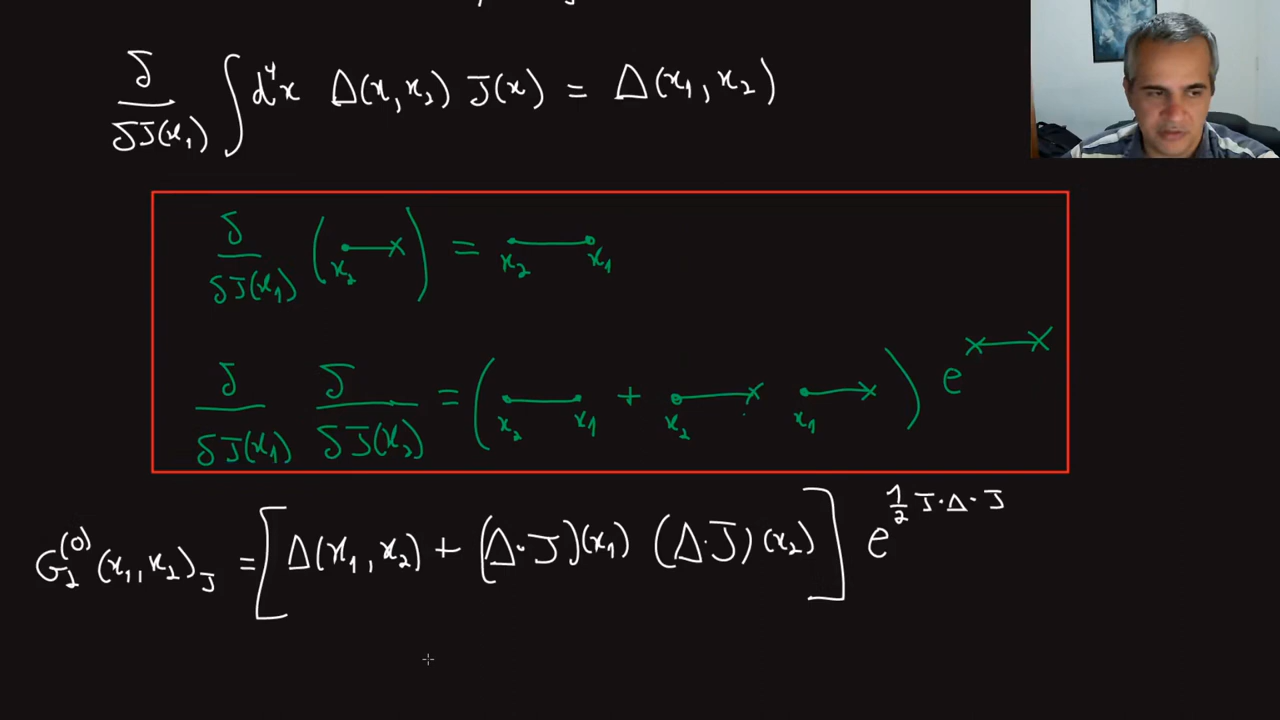 δ/δJ(x₁) ∫ d⁴x Δ(x,x₂) J(x) = Δ(x₁,x₂)
δ/δJ(x₁) ( x₂ ) = x₂ x₁
δ/δJ(x₁) δ/δJ(x₂) = ( x₂ x₁ + x₂ x₁ ) e
G₂⁽⁰⁾(x₁,x₂)_J = [ Δ(x₁,x₂) + (Δ·J)(x₁) (Δ·J)(x₂) ] e^{½ J·Δ·J}